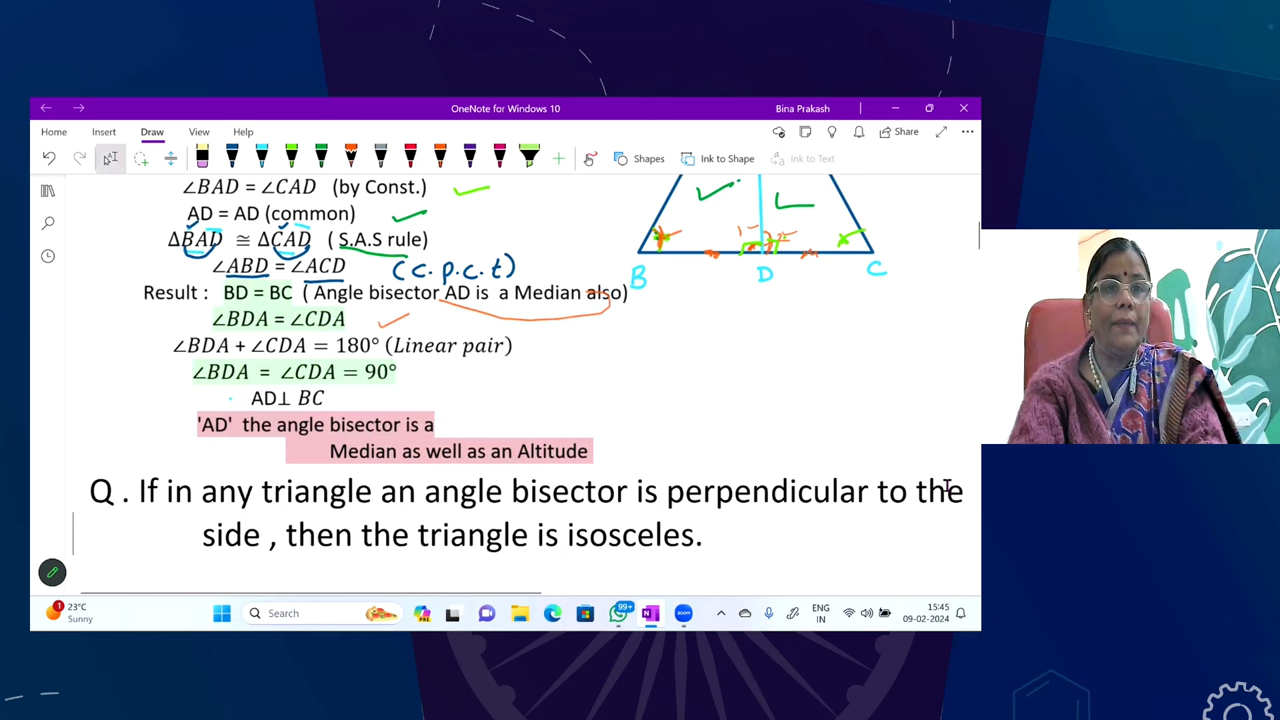 OneNote for Windows 10
Bina Prakash
Home Insert Draw View Help
Share
Shapes
Ink to Shape
Ink to Text
∠BAD = ∠CAD (by Const.)
AD = AD (common)
ΔBAD ≅ ΔCAD ( S.A.S rule)
∠ABD = ∠ACD (c.p.c.t)
Result : BD = BC ( Angle bisector AD is a Median also)
∠BDA = ∠CDA
∠BDA + ∠CDA = 180° (Linear pair)
∠BDA = ∠CDA = 90°
AD⊥ BC
'AD' the angle bisector is a
Median as well as an Altitude
B D C
Q . If in any triangle an angle bisector is perpendicular to the
side , then the triangle is isosceles.
1
23°C
Sunny
Search
PRE
99+
ENG
IN
15:45
09-02-2024